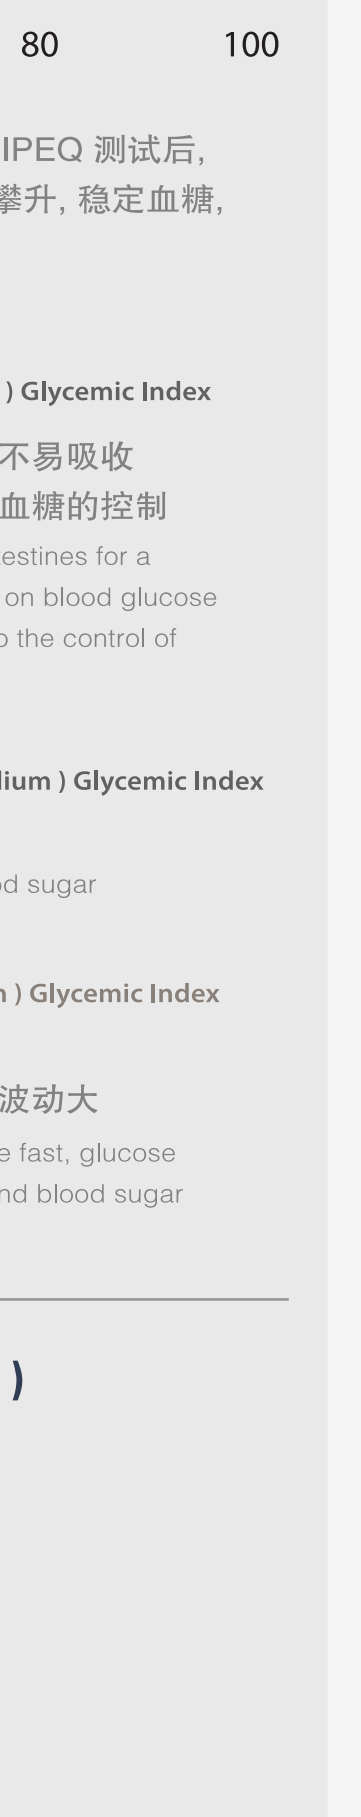 80 100
IPEQ 测试后,
攀升, 稳定血糖,
) Glycemic Index
不易吸收
血糖的控制
estines for a
on blood glucose
the control of
ium ) Glycemic Index
sugar
) Glycemic Index
波动大
fast, glucose
nd blood sugar
)